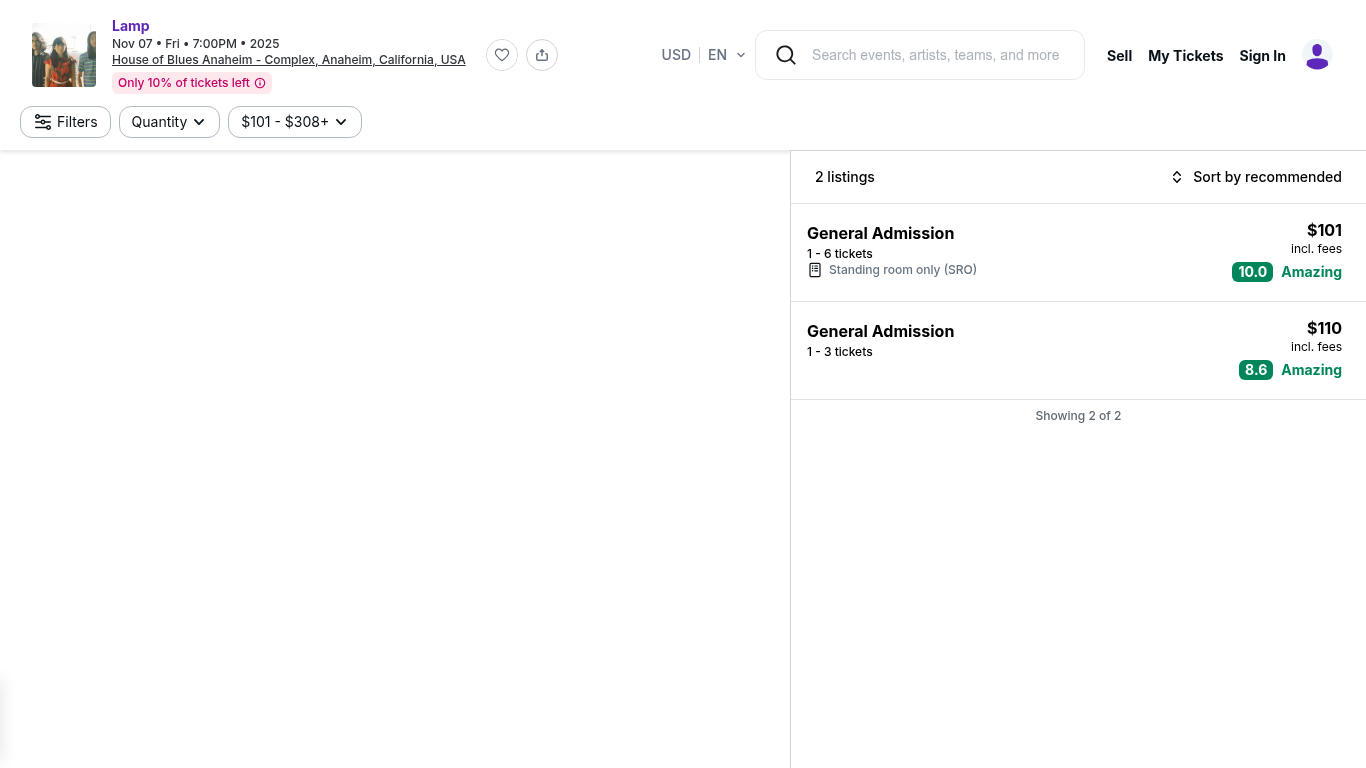 Lamp
Nov 07 • Fri • 7:00PM • 2025
House of Blues Anaheim - Complex, Anaheim, California, USA
Only 10% of tickets left
USD EN
Search events, artists, teams, and more
Sell My Tickets Sign In
Filters
Quantity
$101 - $308+
2 listings
Sort by recommended
General Admission
1 - 6 tickets
Standing room only (SRO)
$101
incl. fees
10.0 Amazing
General Admission
1 - 3 tickets
$110
incl. fees
8.6 Amazing
Showing 2 of 2